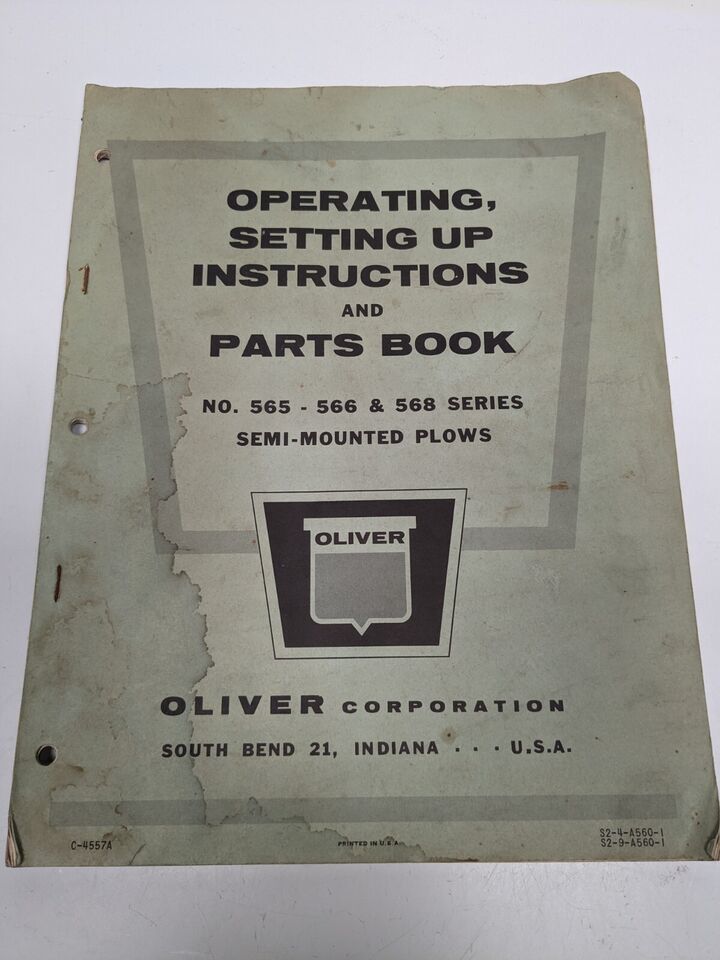 OPERATING,
SETTING UP
INSTRUCTIONS
AND
PARTS BOOK
NO. 565 - 566 & 568 SERIES
SEMI-MOUNTED PLOWS
OLIVER
OLIVER CORPORATION
SOUTH BEND 21, INDIANA . . . U.S.A.
C-4557A
PRINTED IN U.S.A.
S2-4-A560-1
S2-9-A560-1